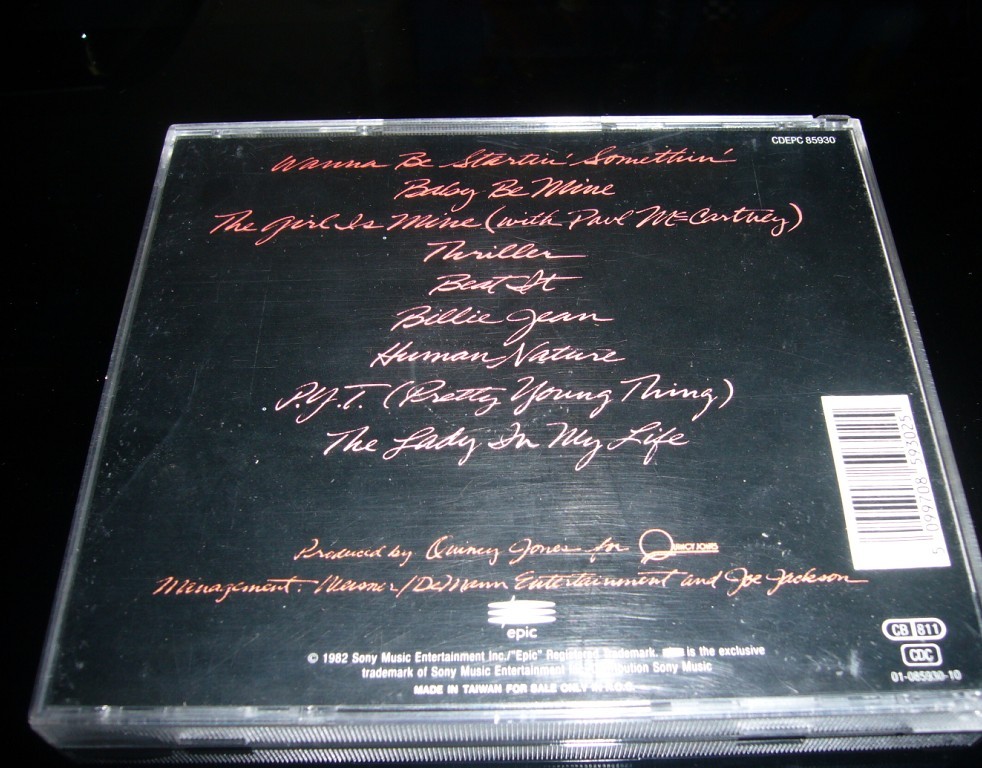 CDEPC 85930
Wanna Be Startin' Somethin'
Baby Be Mine
The Girl Is Mine (with Paul McCartney)
Thriller
Beat It
Billie Jean
Human Nature
P.Y.T. (Pretty Young Thing)
The Lady In My Life
5 099708 593025
Produced by Quincy Jones for QUINCY JONES
Management: Weisner/DeMann Entertainment and Joe Jackson
epic
CB 811
CDC
© 1982 Sony Music Entertainment Inc./"Epic" Registered Trademark. is the exclusive
trademark of Sony Music Entertainment Distribution Sony Music
MADE IN TAIWAN FOR SALE ONLY IN R.O.C.
01-085930-10